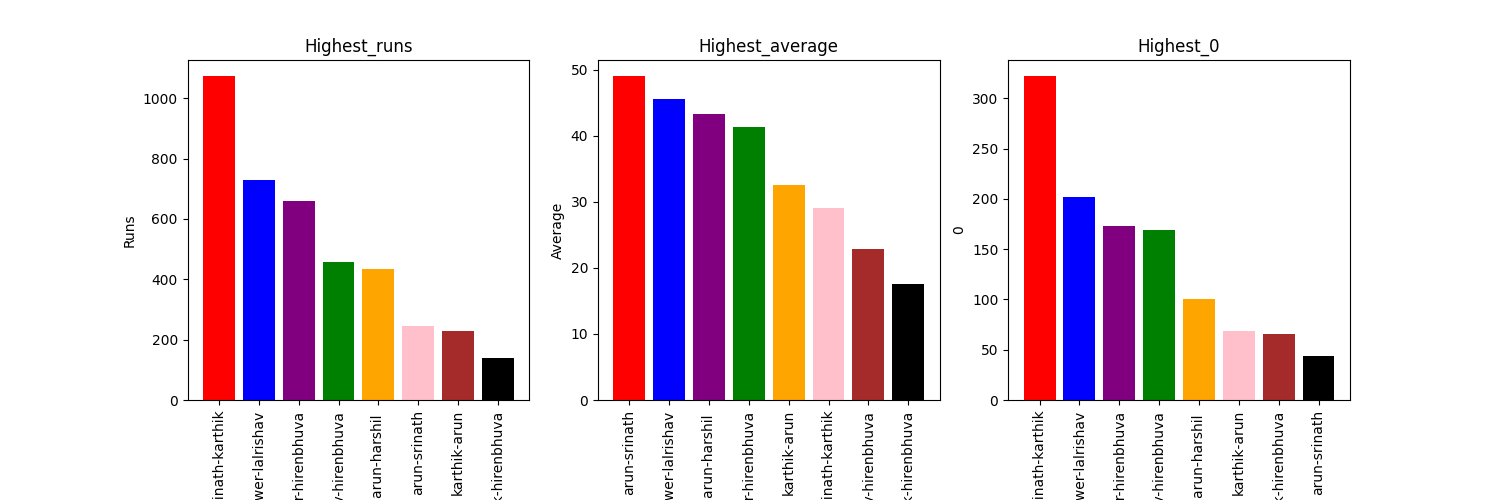 Highest_runs
Runs
1000
800
600
400
200
0
inath-karthik
wer-lalrishav
r-hirenbhuva
y-hirenbhuva
arun-harshil
arun-srinath
karthik-arun
k-hirenbhuva
Highest_average
Average
50
40
30
20
10
0
arun-srinath
wer-lalrishav
arun-harshil
r-hirenbhuva
karthik-arun
inath-karthik
y-hirenbhuva
k-hirenbhuva
Highest_0
0
300
250
200
150
100
50
0
inath-karthik
wer-lalrishav
r-hirenbhuva
y-hirenbhuva
arun-harshil
karthik-arun
k-hirenbhuva
arun-srinath